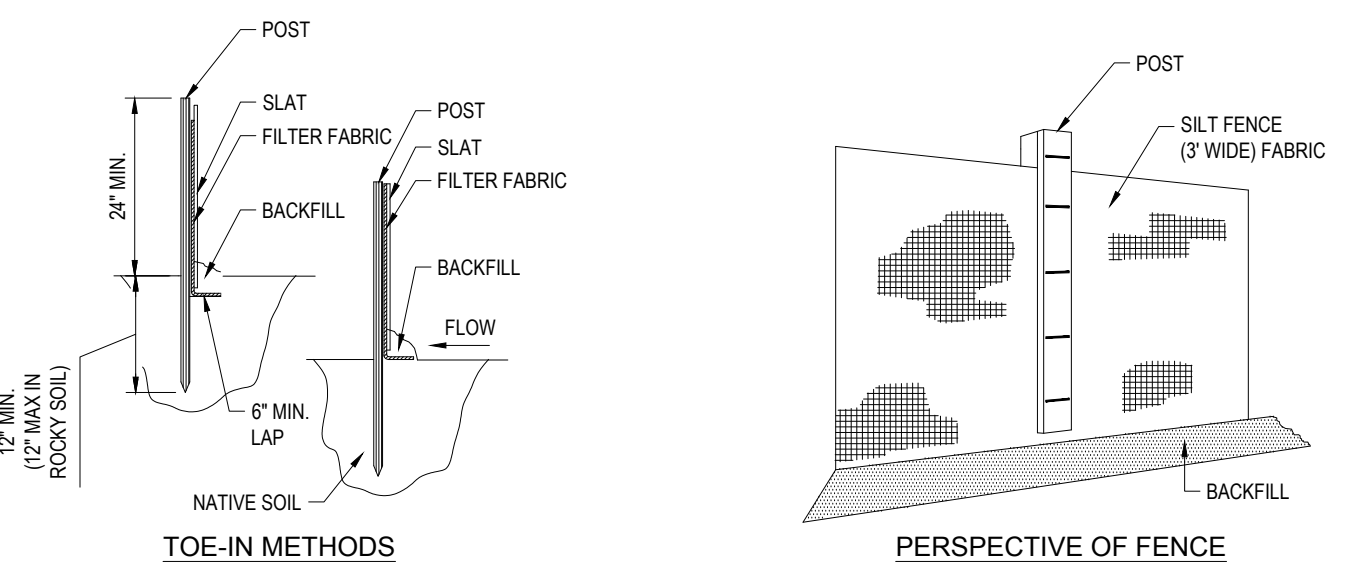 POST
SLAT
FILTER FABRIC
BACKFILL
24" MIN.
12" MIN.
(12" MAX IN
ROCKY SOIL)
6" MIN.
LAP
POST
SLAT
FILTER FABRIC
BACKFILL
FLOW
NATIVE SOIL
TOE-IN METHODS
POST
SILT FENCE
(3' WIDE) FABRIC
BACKFILL
PERSPECTIVE OF FENCE